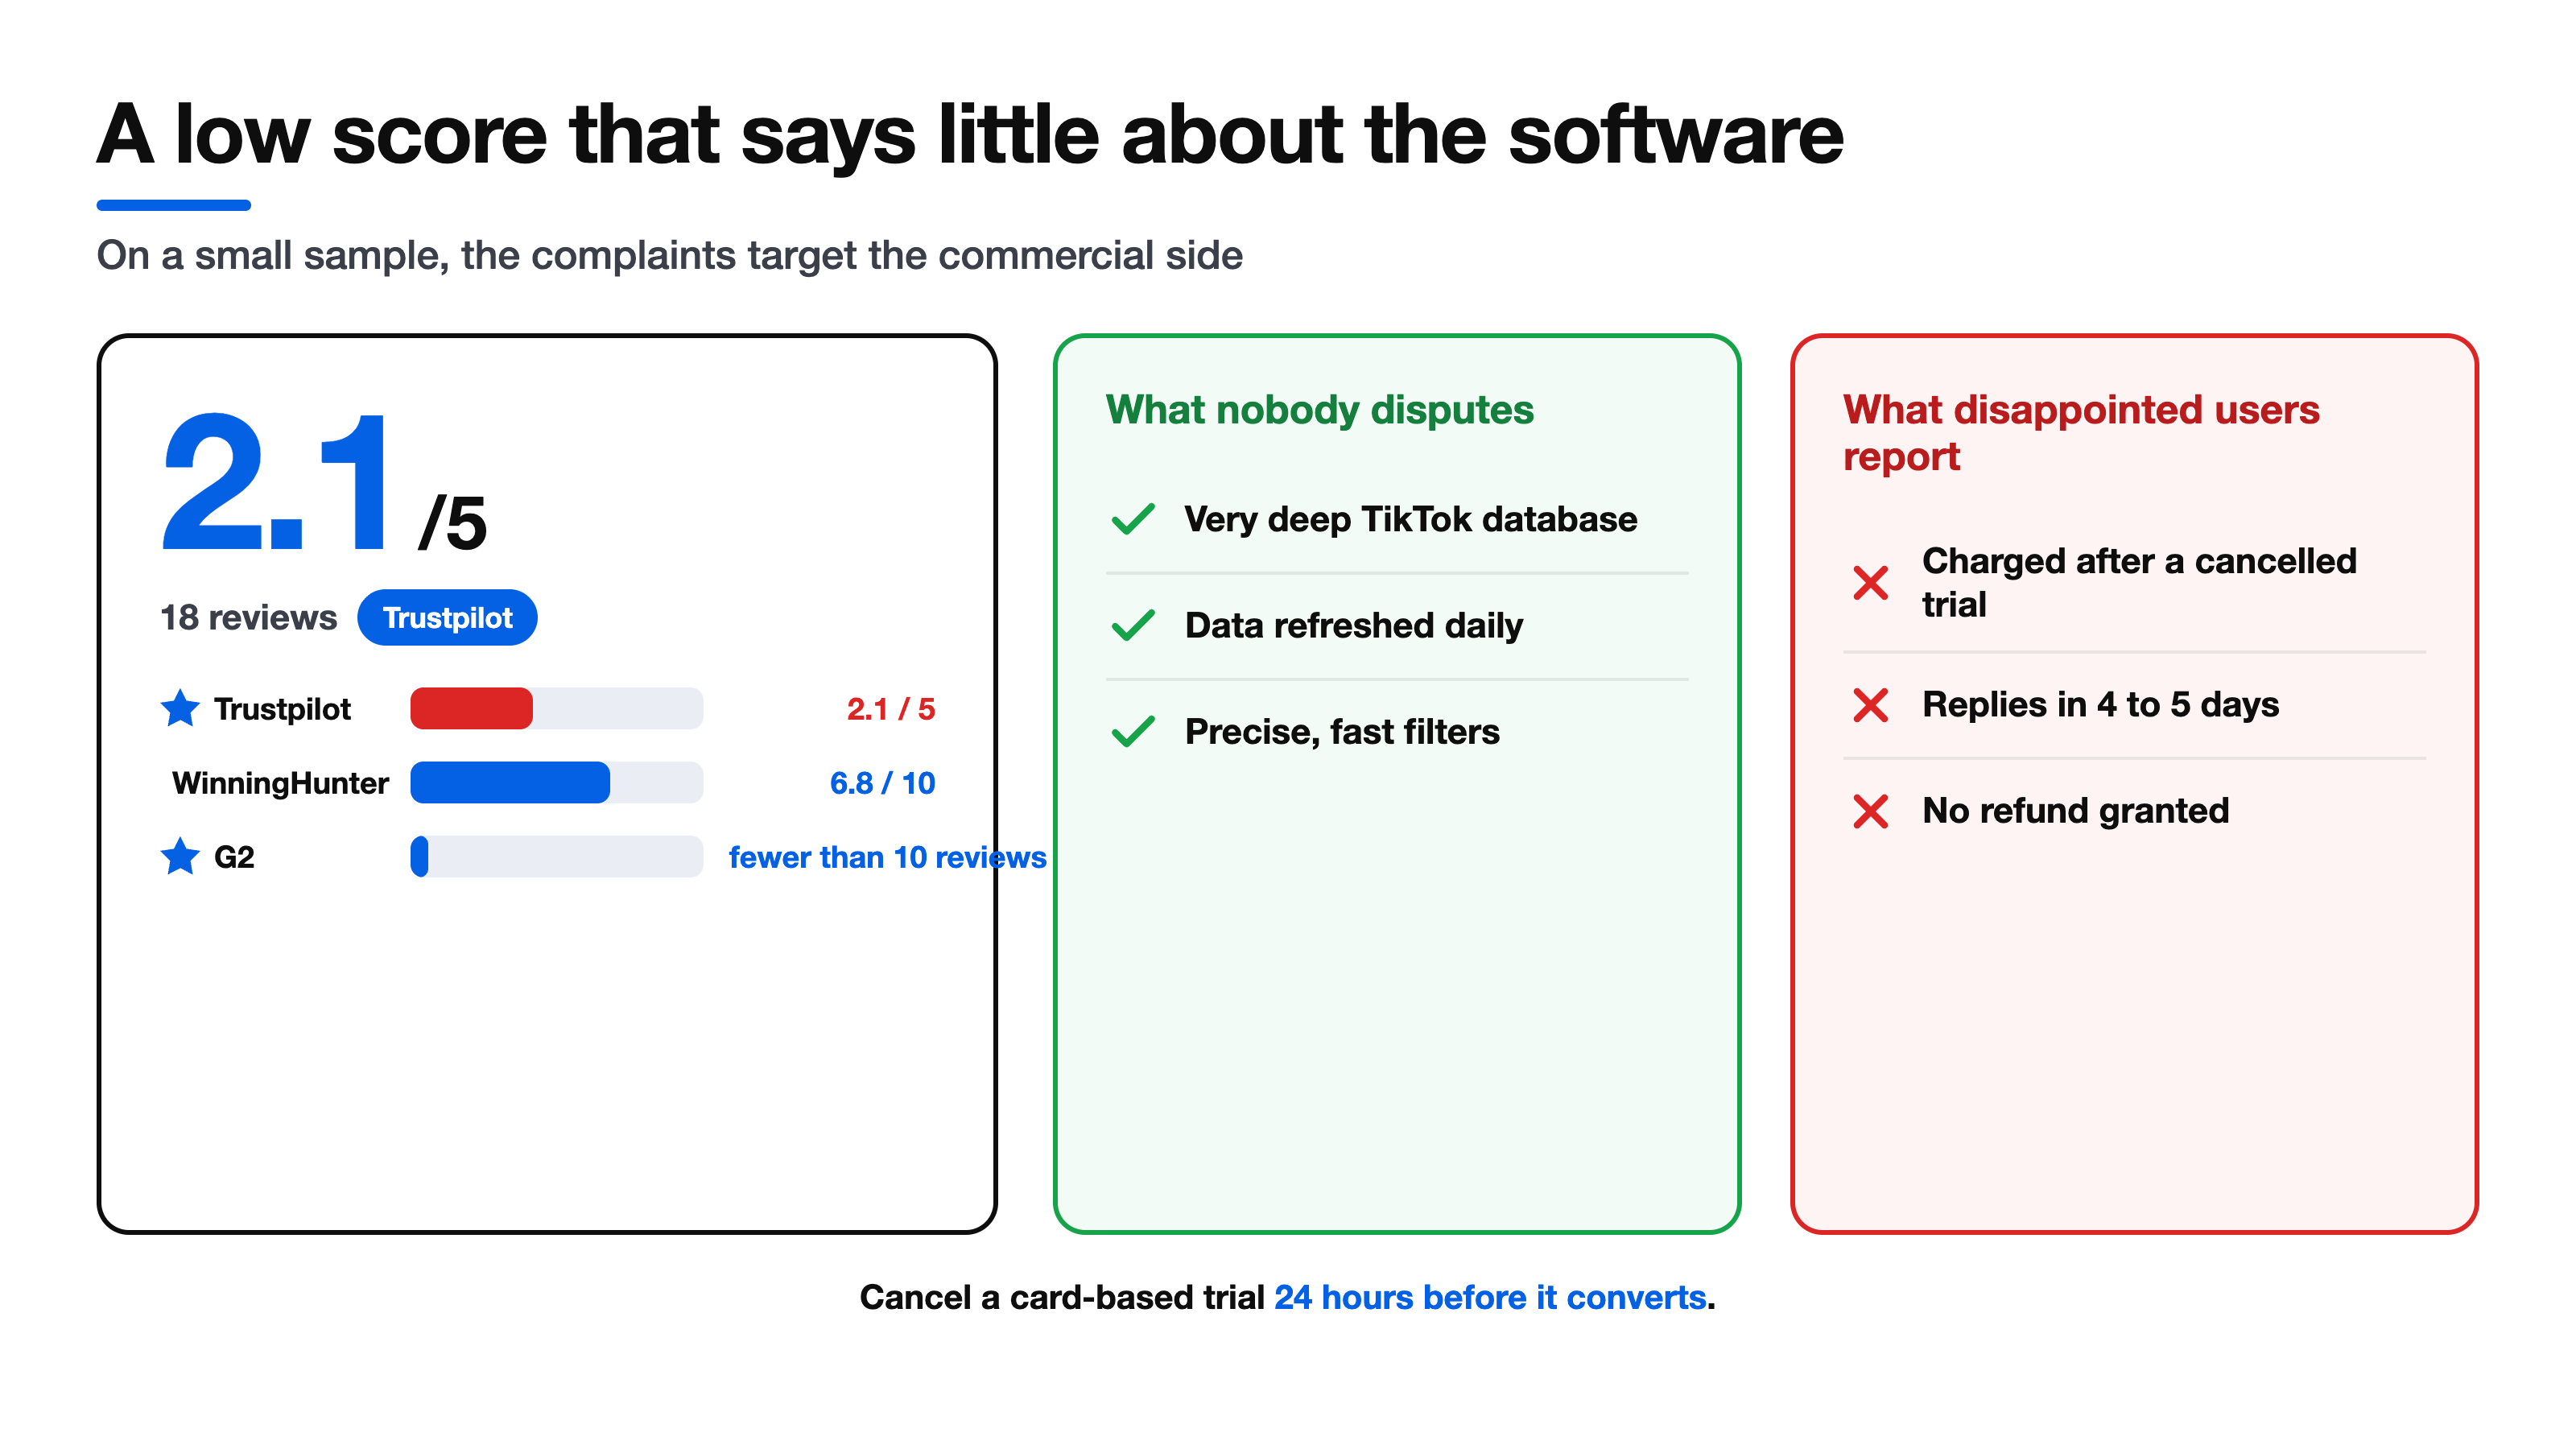 A low score that says little about the software
On a small sample, the complaints target the commercial side
2.1 /5
18 reviews Trustpilot
Trustpilot 2.1 / 5
WinningHunter 6.8 / 10
G2 fewer than 10 reviews
What nobody disputes
Very deep TikTok database
Data refreshed daily
Precise, fast filters
What disappointed users
report
Charged after a cancelled
trial
Replies in 4 to 5 days
No refund granted
Cancel a card-based trial 24 hours before it converts.